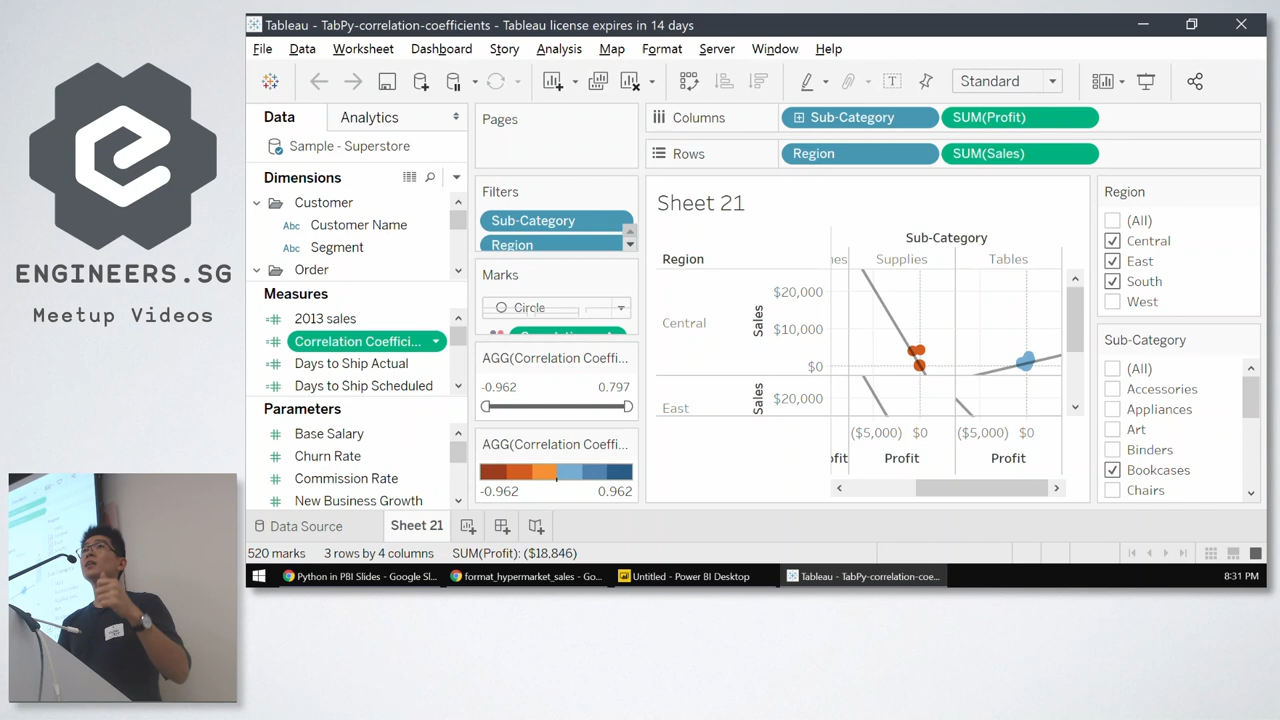 ENGINEERS.SG
Meetup Videos
Tableau - TabPy-correlation-coefficients - Tableau license expires in 14 days
File Data Worksheet Dashboard Story Analysis Map Format Server Window Help
Standard
Data Analytics
Sample - Superstore
Dimensions
Customer
Abc Customer Name
Abc Segment
Order
Measures
2013 sales
Correlation Coeffici...
Days to Ship Actual
Days to Ship Scheduled
Parameters
Base Salary
Churn Rate
Commission Rate
New Business Growth
Pages
Filters
Sub-Category
Region
Marks
Circle
AGG(Correlation Coeffi...
-0.962 0.797
AGG(Correlation Coeffi...
-0.962 0.962
Columns Sub-Category SUM(Profit)
Rows Region SUM(Sales)
Sheet 21
Sub-Category
Region
es Supplies Tables
Central
Sales
$20,000
$10,000
$0
East
Sales
$20,000
($5,000) $0 ($5,000) $0
fit Profit Profit
Region
(All)
Central
East
South
West
Sub-Category
(All)
Accessories
Appliances
Art
Binders
Bookcases
Chairs
Data Source Sheet 21
520 marks 3 rows by 4 columns SUM(Profit): ($18,846)
Python in PBI Slides - Google Sl... format_hypermarket_sales - Go... Untitled - Power BI Desktop Tableau - TabPy-correlation-coe... 8:31 PM